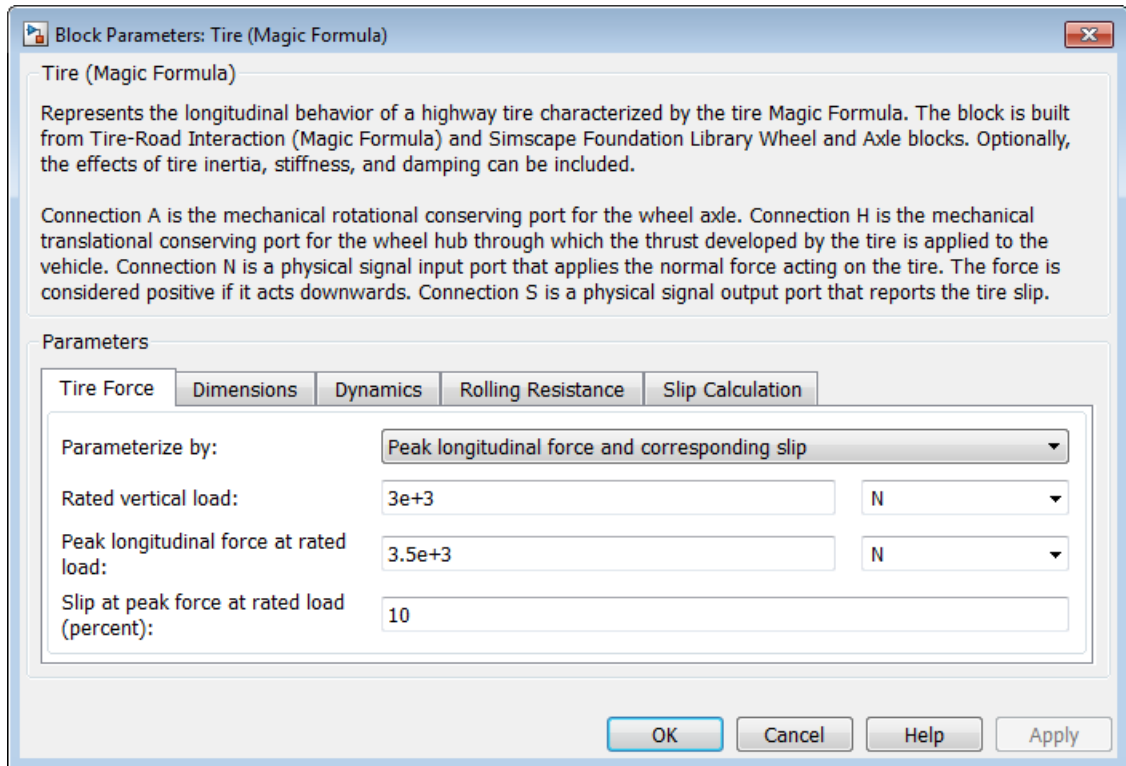 Block Parameters: Tire (Magic Formula)
Tire (Magic Formula)
Represents the longitudinal behavior of a highway tire characterized by the tire Magic Formula. The block is built
from Tire-Road Interaction (Magic Formula) and Simscape Foundation Library Wheel and Axle blocks. Optionally,
the effects of tire inertia, stiffness, and damping can be included.
Connection A is the mechanical rotational conserving port for the wheel axle. Connection H is the mechanical
translational conserving port for the wheel hub through which the thrust developed by the tire is applied to the
vehicle. Connection N is a physical signal input port that applies the normal force acting on the tire. The force is
considered positive if it acts downwards. Connection S is a physical signal output port that reports the tire slip.
Parameters
Tire Force Dimensions Dynamics Rolling Resistance Slip Calculation
Parameterize by: Peak longitudinal force and corresponding slip
Rated vertical load: 3e+3 N
Peak longitudinal force at rated
load: 3.5e+3 N
Slip at peak force at rated load
(percent): 10
OK Cancel Help Apply